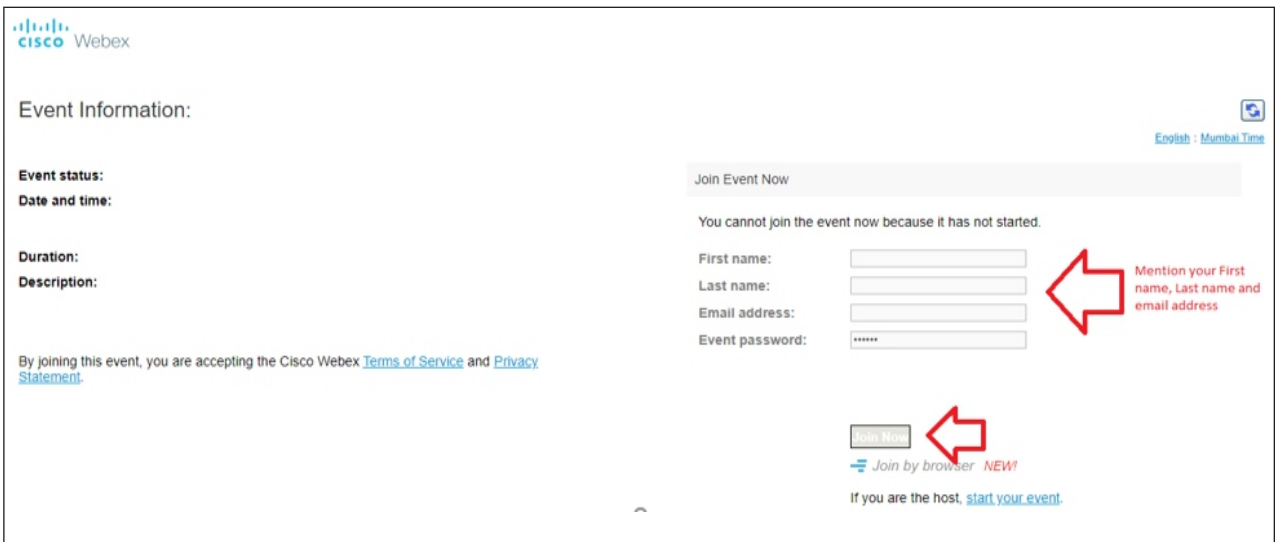 cisco Webex
Event Information:
English : Mumbai Time
Event status:
Date and time:
Duration:
Description:
By joining this event, you are accepting the Cisco Webex Terms of Service and Privacy
Statement.
Join Event Now
You cannot join the event now because it has not started.
First name:
Last name:
Email address:
Event password: ••••••
Mention your First
name, Last name and
email address
Join Now
Join by browser NEW!
If you are the host, start your event.